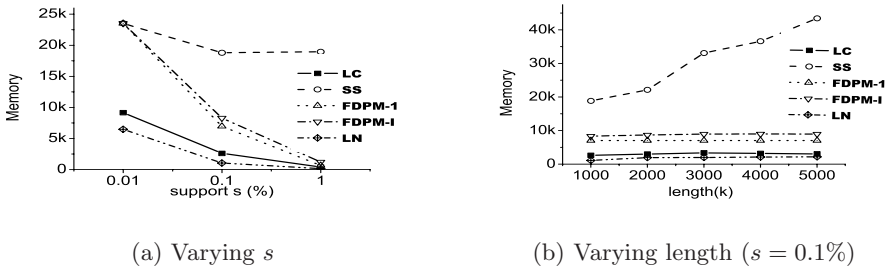 25k
20k
15k
10k
5k
0
Memory
LC
SS
FDPM-1
FDPM-I
LN
0.01
0.1
1
support s (%)
(a) Varying s
40k
30k
20k
10k
0
Memory
LC
SS
FDPM-1
FDPM-I
LN
1000 2000 3000 4000 5000
length(k)
(b) Varying length (s = 0.1%)